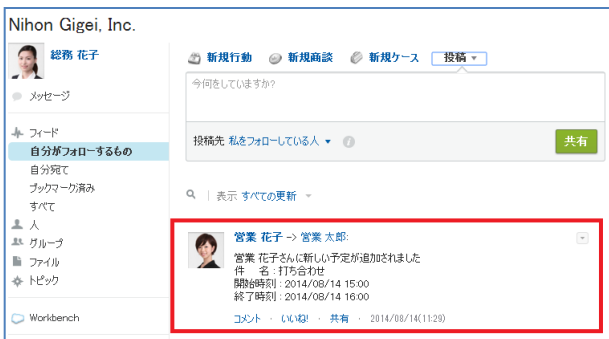 Nihon Gigei, Inc.
総務 花子
メッセージ
フィード
自分がフォローするもの
自分宛て
ブックマーク済み
すべて
人
グループ
ファイル
トピック
Workbench
新規行動 新規商談 新規ケース 投稿
今何をしていますか?
投稿先 私をフォローしている人
共有
表示 すべての更新
営業 花子 -> 営業 太郎:
営業 花子さんに新しい予定が追加されました
件 名 : 打ち合わせ
開始時刻 : 2014/08/14 15:00
終了時刻 : 2014/08/14 16:00
コメント · いいね! · 共有 · 2014/08/14(11:29)